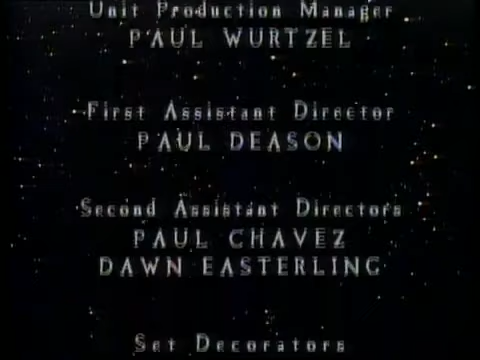 Unit Production Manager
PAUL WURTZEL
First Assistant Director
PAUL DEASON
Second Assistant Directors
PAUL CHAVEZ
DAWN EASTERLING
Set Decorators